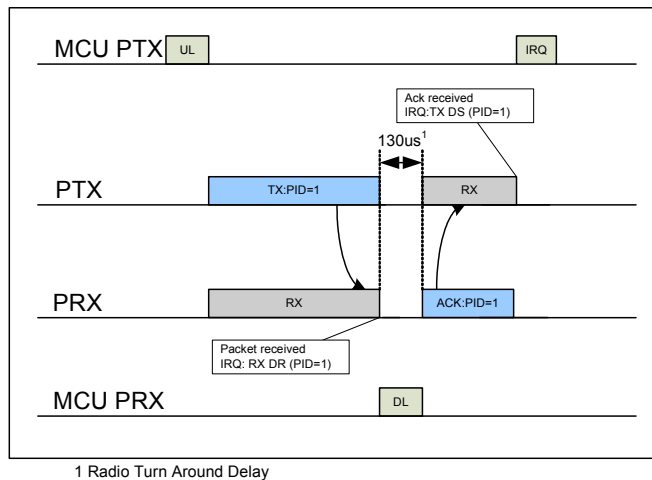 MCU PTX
UL
IRQ
Ack received
IRQ:TX DS (PID=1)
130us1
PTX
TX:PID=1
RX
PRX
RX
ACK:PID=1
Packet received
IRQ: RX DR (PID=1)
MCU PRX
DL
1 Radio Turn Around Delay